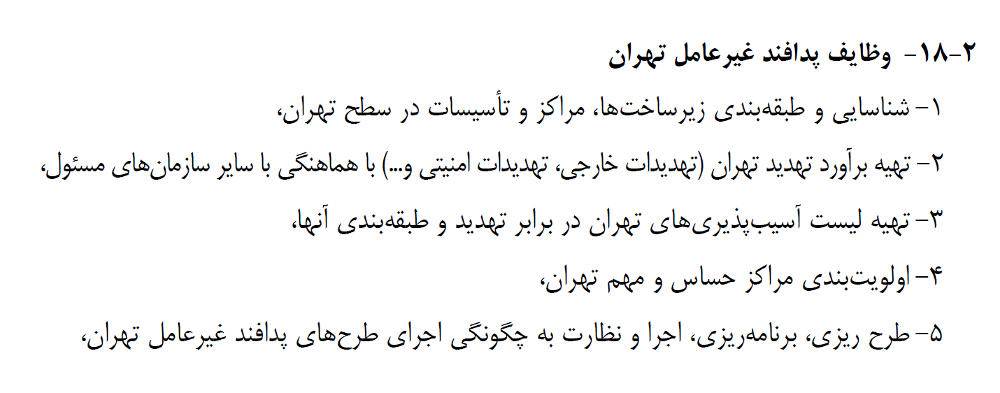 ۲-۱۸- وظایف پدافند غیرعامل تهران
۱- شناسایی و طبقه‌بندی زیرساخت‌ها، مراکز و تأسیسات در سطح تهران،
۲- تهیه برآورد تهدید تهران (تهدیدات خارجی، تهدیدات امنیتی و...) با هماهنگی با سایر سازمان‌های مسئول،
۳- تهیه لیست آسیب‌پذیری‌های تهران در برابر تهدید و طبقه‌بندی آنها،
۴- اولویت‌بندی مراکز حساس و مهم تهران،
۵- طرح ریزی، برنامه‌ریزی، اجرا و نظارت به چگونگی اجرای طرح‌های پدافند غیرعامل تهران،